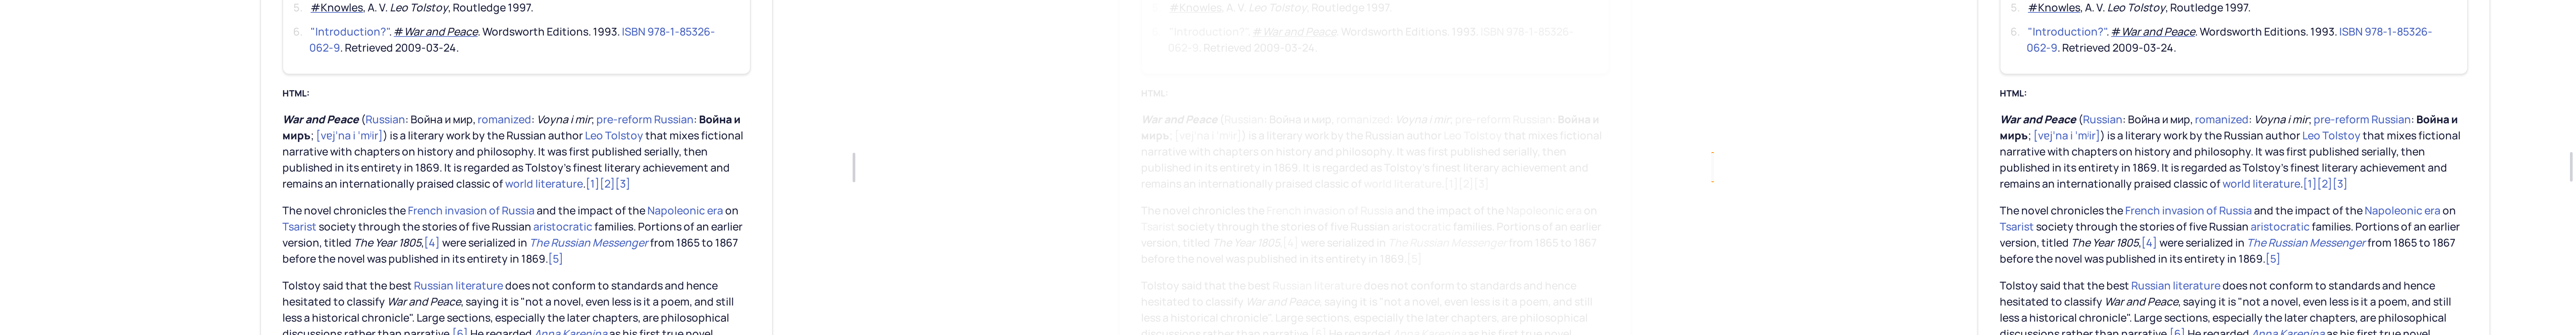 5. #Knowles, A. V. Leo Tolstoy, Routledge 1997.
6. "Introduction?". #War and Peace. Wordsworth Editions. 1993. ISBN 978-1-85326-
062-9. Retrieved 2009-03-24.
HTML:
War and Peace (Russian: Война и мир, romanized: Voyna i mir; pre-reform Russian: Война и
миръ; [vɐjˈna i ˈmʲir]) is a literary work by the Russian author Leo Tolstoy that mixes fictional
narrative with chapters on history and philosophy. It was first published serially, then
published in its entirety in 1869. It is regarded as Tolstoy's finest literary achievement and
remains an internationally praised classic of world literature.[1][2][3]
The novel chronicles the French invasion of Russia and the impact of the Napoleonic era on
Tsarist society through the stories of five Russian aristocratic families. Portions of an earlier
version, titled The Year 1805,[4] were serialized in The Russian Messenger from 1865 to 1867
before the novel was published in its entirety in 1869.[5]
Tolstoy said that the best Russian literature does not conform to standards and hence
hesitated to classify War and Peace, saying it is "not a novel, even less is it a poem, and still
less a historical chronicle". Large sections, especially the later chapters, are philosophical
discussions rather than narrative.[6] He regarded Anna Karenina as his first true novel.
5. #Knowles, A. V. Leo Tolstoy, Routledge 1997.
6. "Introduction?". #War and Peace. Wordsworth Editions. 1993. ISBN 978-1-85326-
062-9. Retrieved 2009-03-24.
HTML:
War and Peace (Russian: Война и мир, romanized: Voyna i mir; pre-reform Russian: Война и
миръ; [vɐjˈna i ˈmʲir]) is a literary work by the Russian author Leo Tolstoy that mixes fictional
narrative with chapters on history and philosophy. It was first published serially, then
published in its entirety in 1869. It is regarded as Tolstoy's finest literary achievement and
remains an internationally praised classic of world literature.[1][2][3]
The novel chronicles the French invasion of Russia and the impact of the Napoleonic era on
Tsarist society through the stories of five Russian aristocratic families. Portions of an earlier
version, titled The Year 1805,[4] were serialized in The Russian Messenger from 1865 to 1867
before the novel was published in its entirety in 1869.[5]
Tolstoy said that the best Russian literature does not conform to standards and hence
hesitated to classify War and Peace, saying it is "not a novel, even less is it a poem, and still
less a historical chronicle". Large sections, especially the later chapters, are philosophical
discussions rather than narrative.[6] He regarded Anna Karenina as his first true novel.
5. #Knowles, A. V. Leo Tolstoy, Routledge 1997.
6. "Introduction?". #War and Peace. Wordsworth Editions. 1993. ISBN 978-1-85326-
062-9. Retrieved 2009-03-24.
HTML:
War and Peace (Russian: Война и мир, romanized: Voyna i mir; pre-reform Russian: Война и
миръ; [vɐjˈna i ˈmʲir]) is a literary work by the Russian author Leo Tolstoy that mixes fictional
narrative with chapters on history and philosophy. It was first published serially, then
published in its entirety in 1869. It is regarded as Tolstoy's finest literary achievement and
remains an internationally praised classic of world literature.[1][2][3]
The novel chronicles the French invasion of Russia and the impact of the Napoleonic era on
Tsarist society through the stories of five Russian aristocratic families. Portions of an earlier
version, titled The Year 1805,[4] were serialized in The Russian Messenger from 1865 to 1867
before the novel was published in its entirety in 1869.[5]
Tolstoy said that the best Russian literature does not conform to standards and hence
hesitated to classify War and Peace, saying it is "not a novel, even less is it a poem, and still
less a historical chronicle". Large sections, especially the later chapters, are philosophical
discussions rather than narrative.[6] He regarded Anna Karenina as his first true novel.